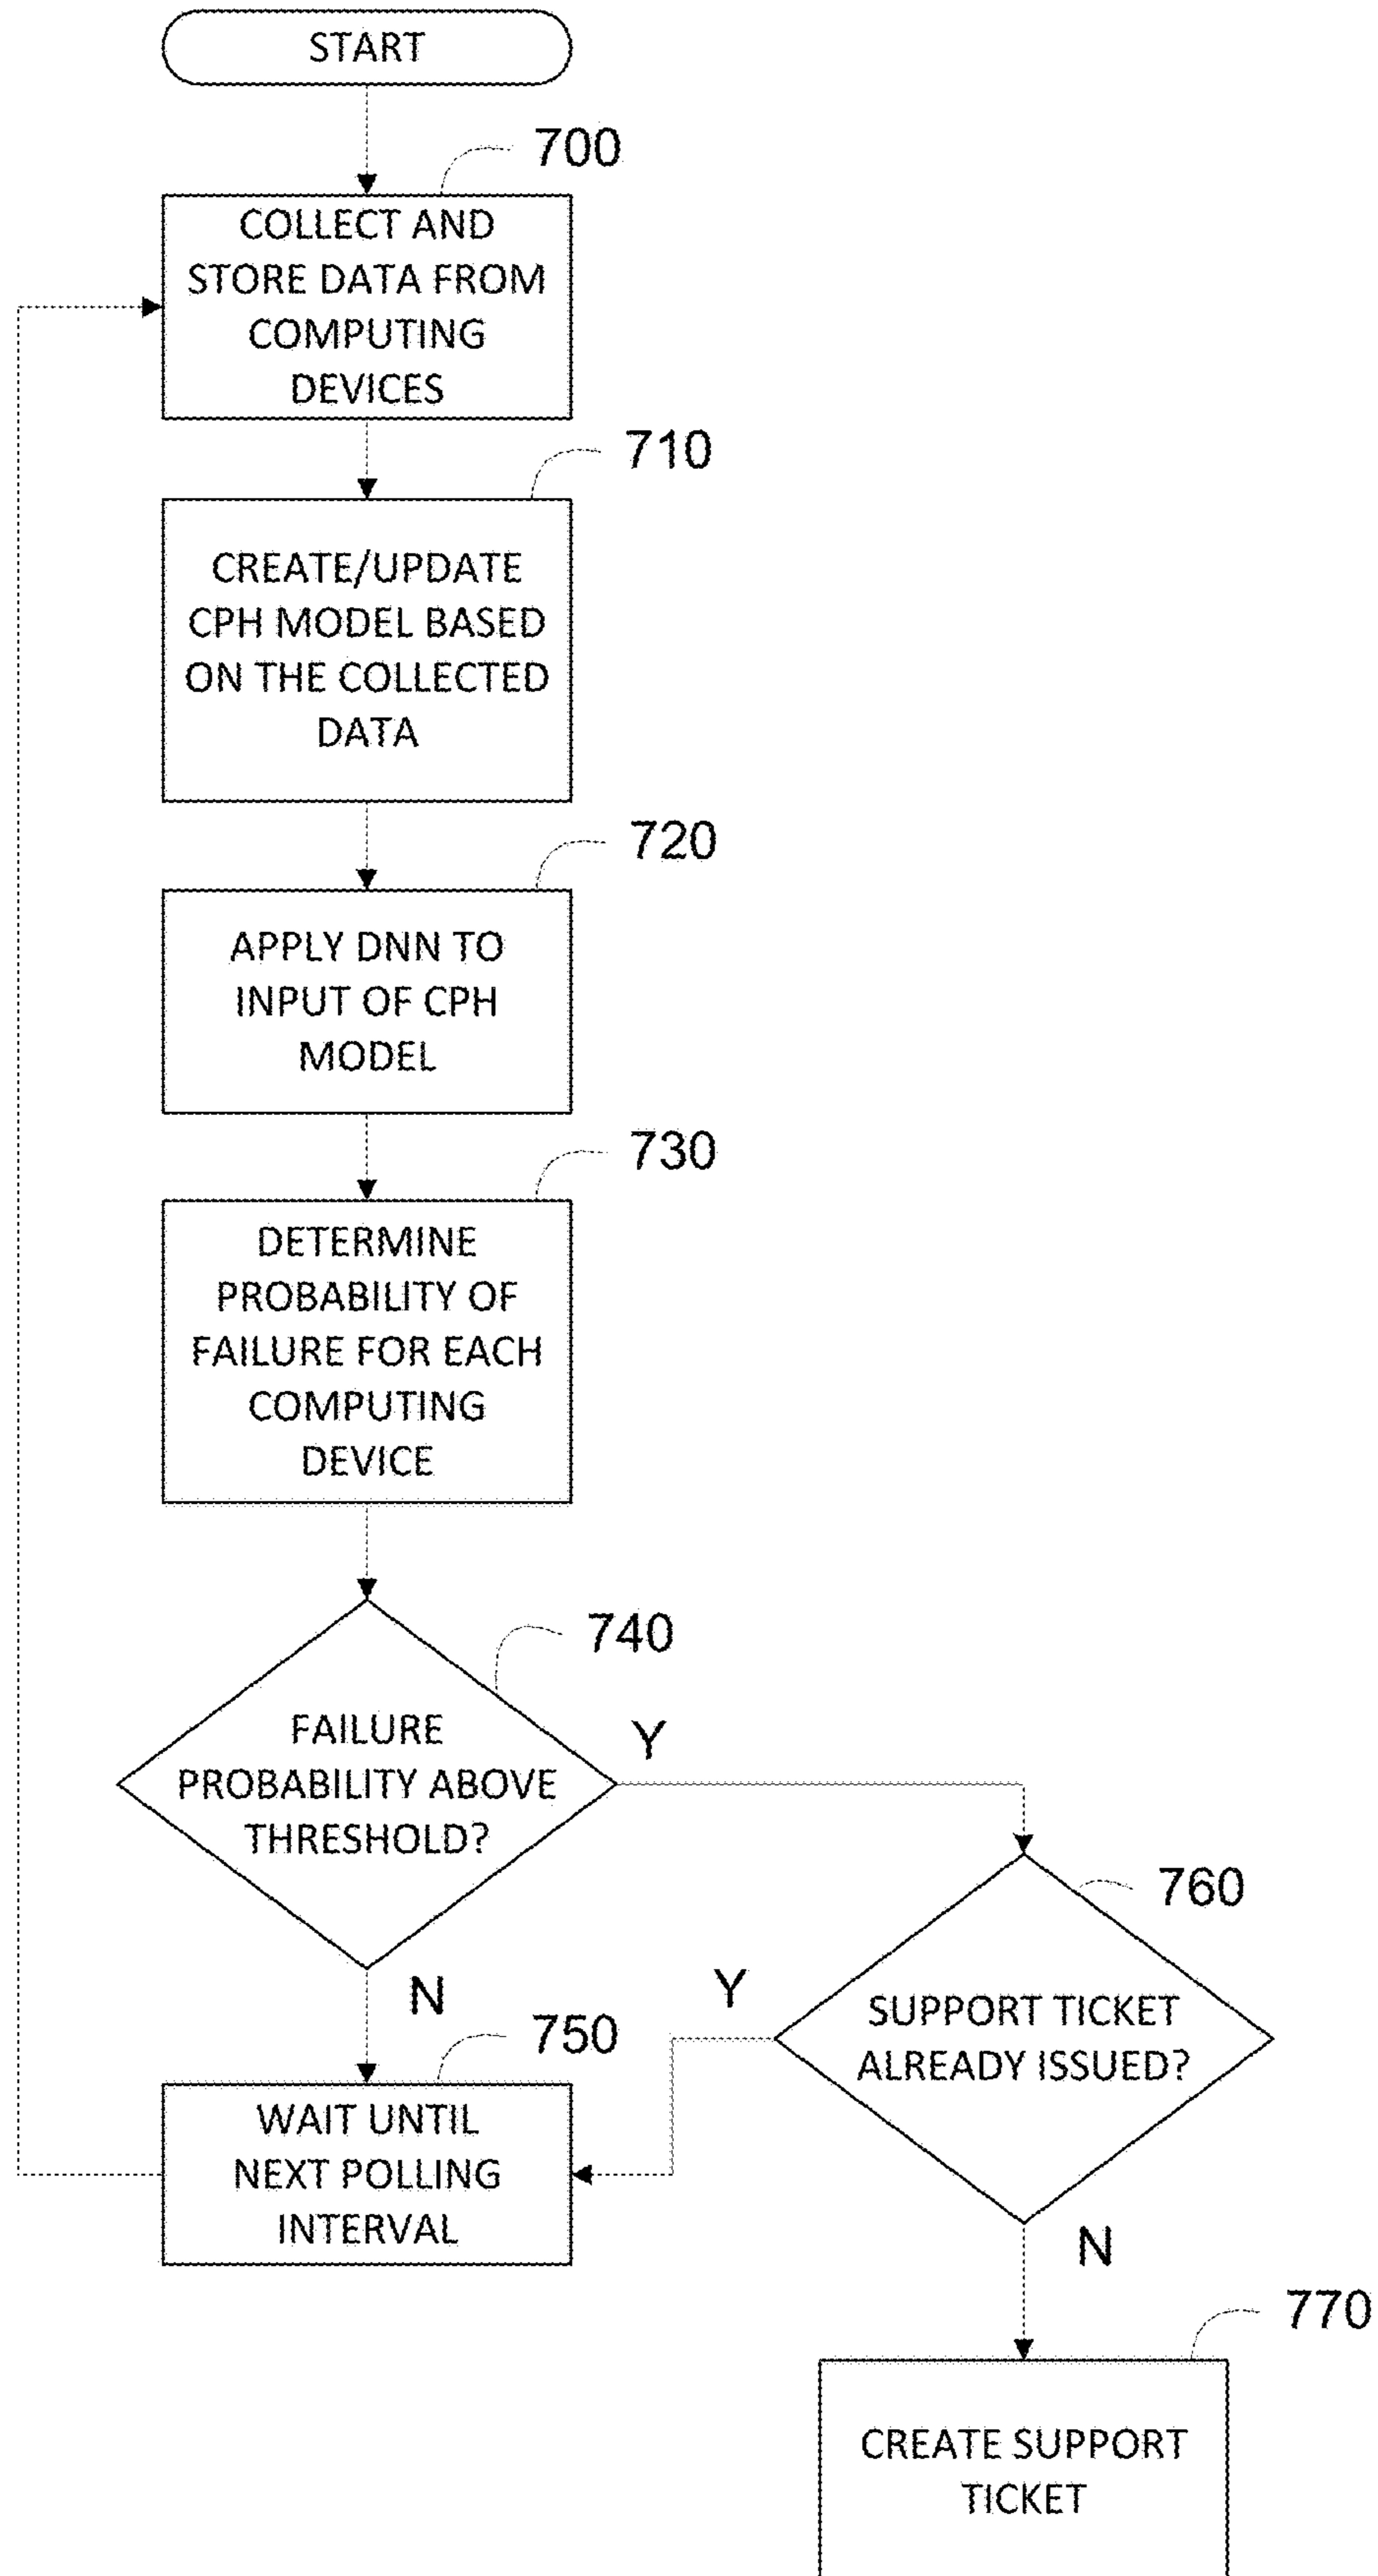 START
700
COLLECT AND
STORE DATA FROM
COMPUTING
DEVICES
710
CREATE/UPDATE
CPH MODEL BASED
ON THE COLLECTED
DATA
720
APPLY DNN TO
INPUT OF CPH
MODEL
730
DETERMINE
PROBABILITY OF
FAILURE FOR EACH
COMPUTING
DEVICE
740
FAILURE
PROBABILITY ABOVE
THRESHOLD?
Y
N
750
WAIT UNTIL
NEXT POLLING
INTERVAL
760
SUPPORT TICKET
ALREADY ISSUED?
Y
N
770
CREATE SUPPORT
TICKET